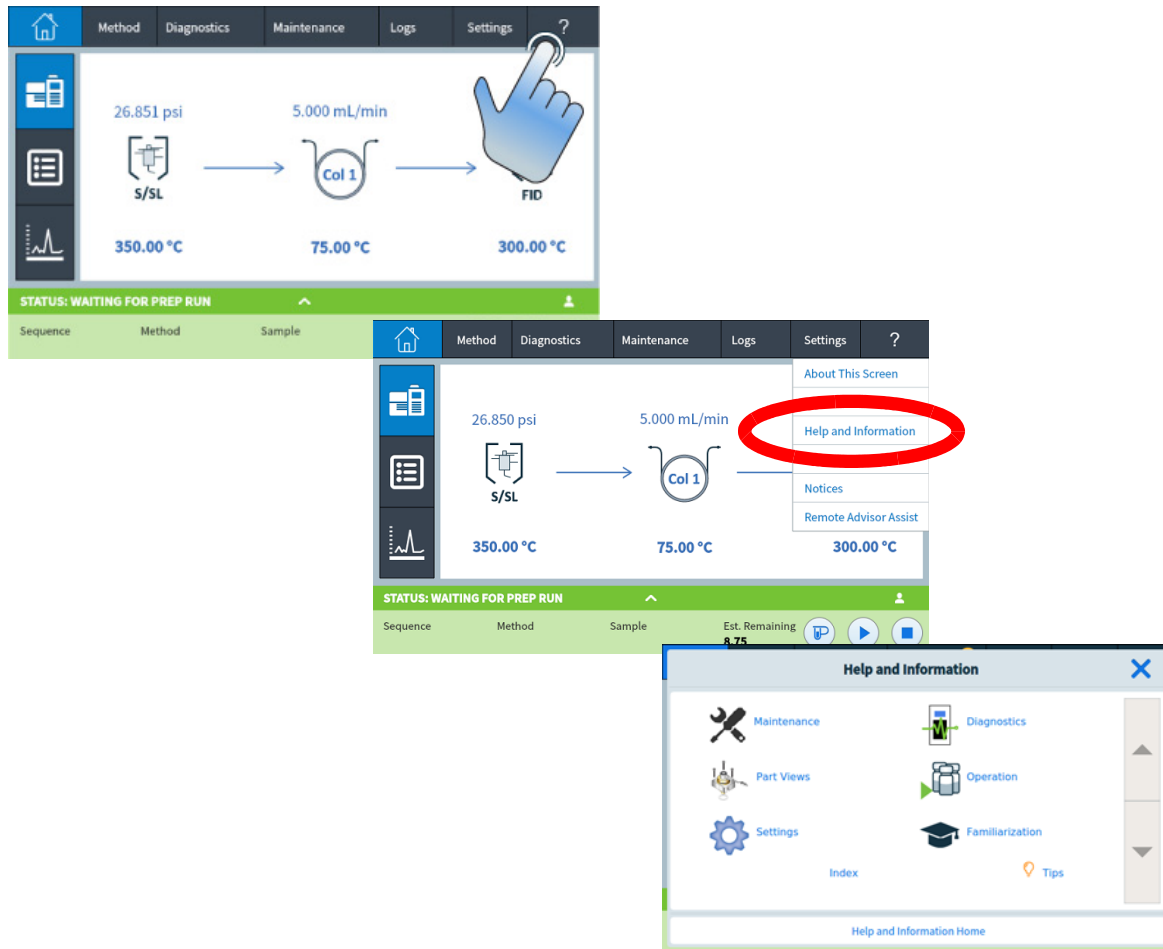 Method Diagnostics Maintenance Logs Settings ?
26.851 psi 5.000 mL/min
Col 1
S/SL FID
350.00 °C 75.00 °C 300.00 °C
STATUS: WAITING FOR PREP RUN
Sequence Method Sample
Method Diagnostics Maintenance Logs Settings ?
About This Screen
26.850 psi 5.000 mL/min
Help and Information
Col 1
S/SL
Notices
Remote Advisor Assist
350.00 °C 75.00 °C 300.00 °C
STATUS: WAITING FOR PREP RUN
Sequence Method Sample Est. Remaining
8.75
Help and Information
Maintenance Diagnostics
Part Views Operation
Settings Familiarization
Index Tips
Help and Information Home